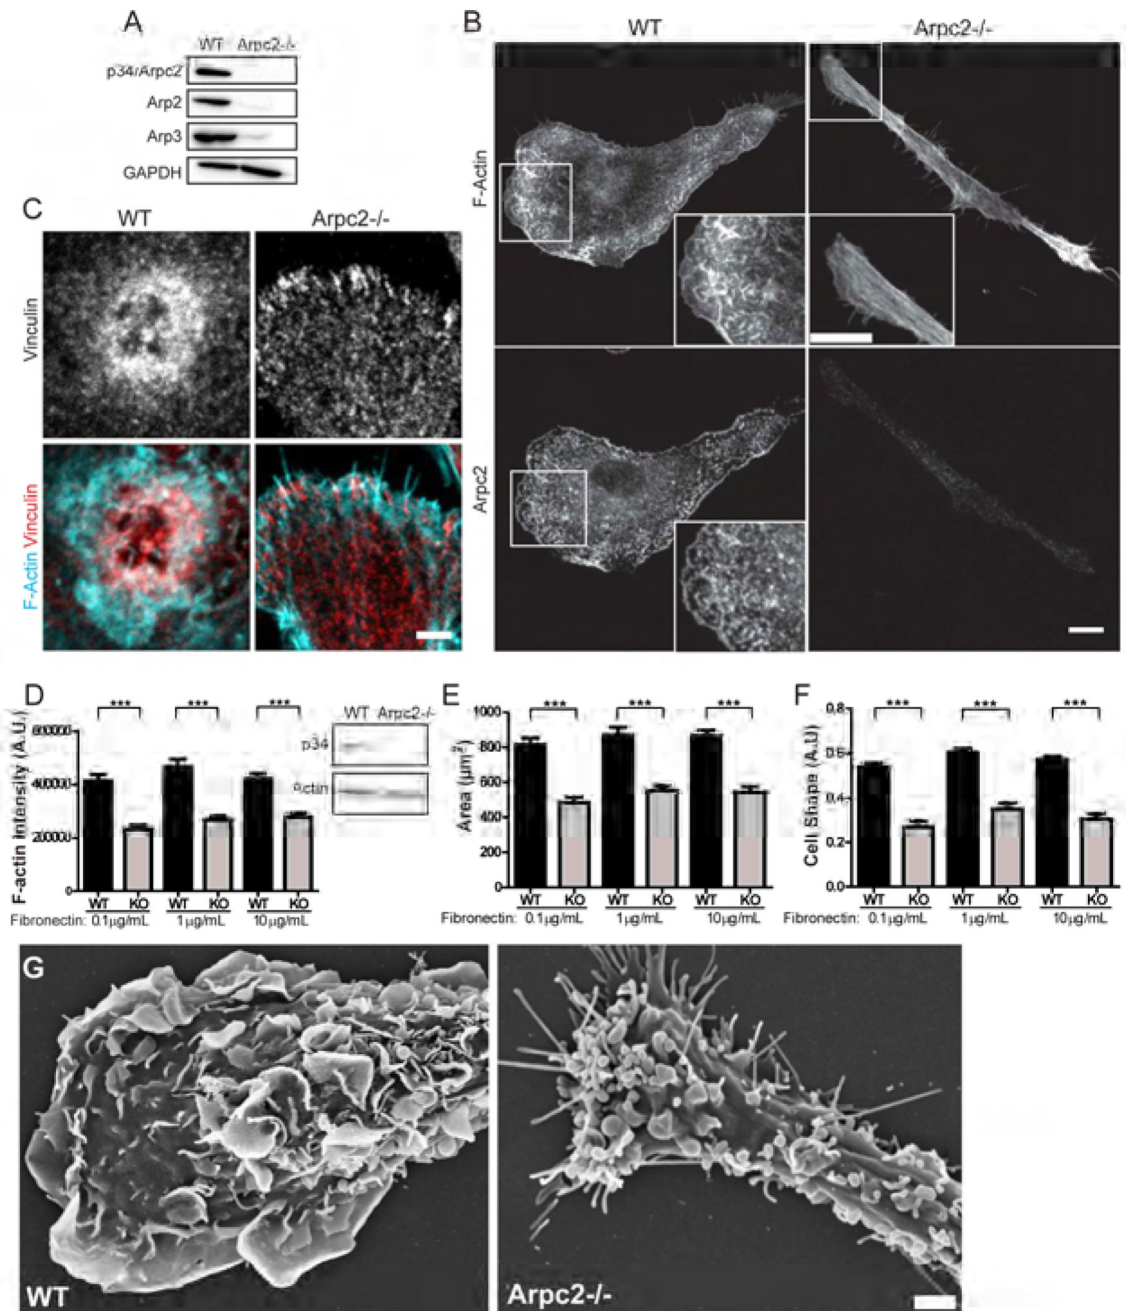 A
WT Arpc2-/-
p34/Arpc2
Arp2
Arp3
GAPDH
B
WT Arpc2-/-
F-Actin
Arpc2
C
WT Arpc2-/-
Vinculin
F-Actin Vinculin
D
F-actin Intensity (A.U.)
600000
400000
200000
0
*** *** ***
WT KO WT KO WT KO
Fibronectin: 0.1µg/mL 1µg/mL 10µg/mL
WT Arpc2-/-
p34
Actin
E
Area (µm²)
1000
800
600
400
200
0
*** *** ***
WT KO WT KO WT KO
Fibronectin: 0.1µg/mL 1µg/mL 10µg/mL
F
Cell Shape (A.U)
0.8
0.6
0.4
0.2
0.0
*** *** ***
WT KO WT KO WT KO
Fibronectin: 0.1µg/mL 1µg/mL 10µg/mL
G
WT
Arpc2-/-